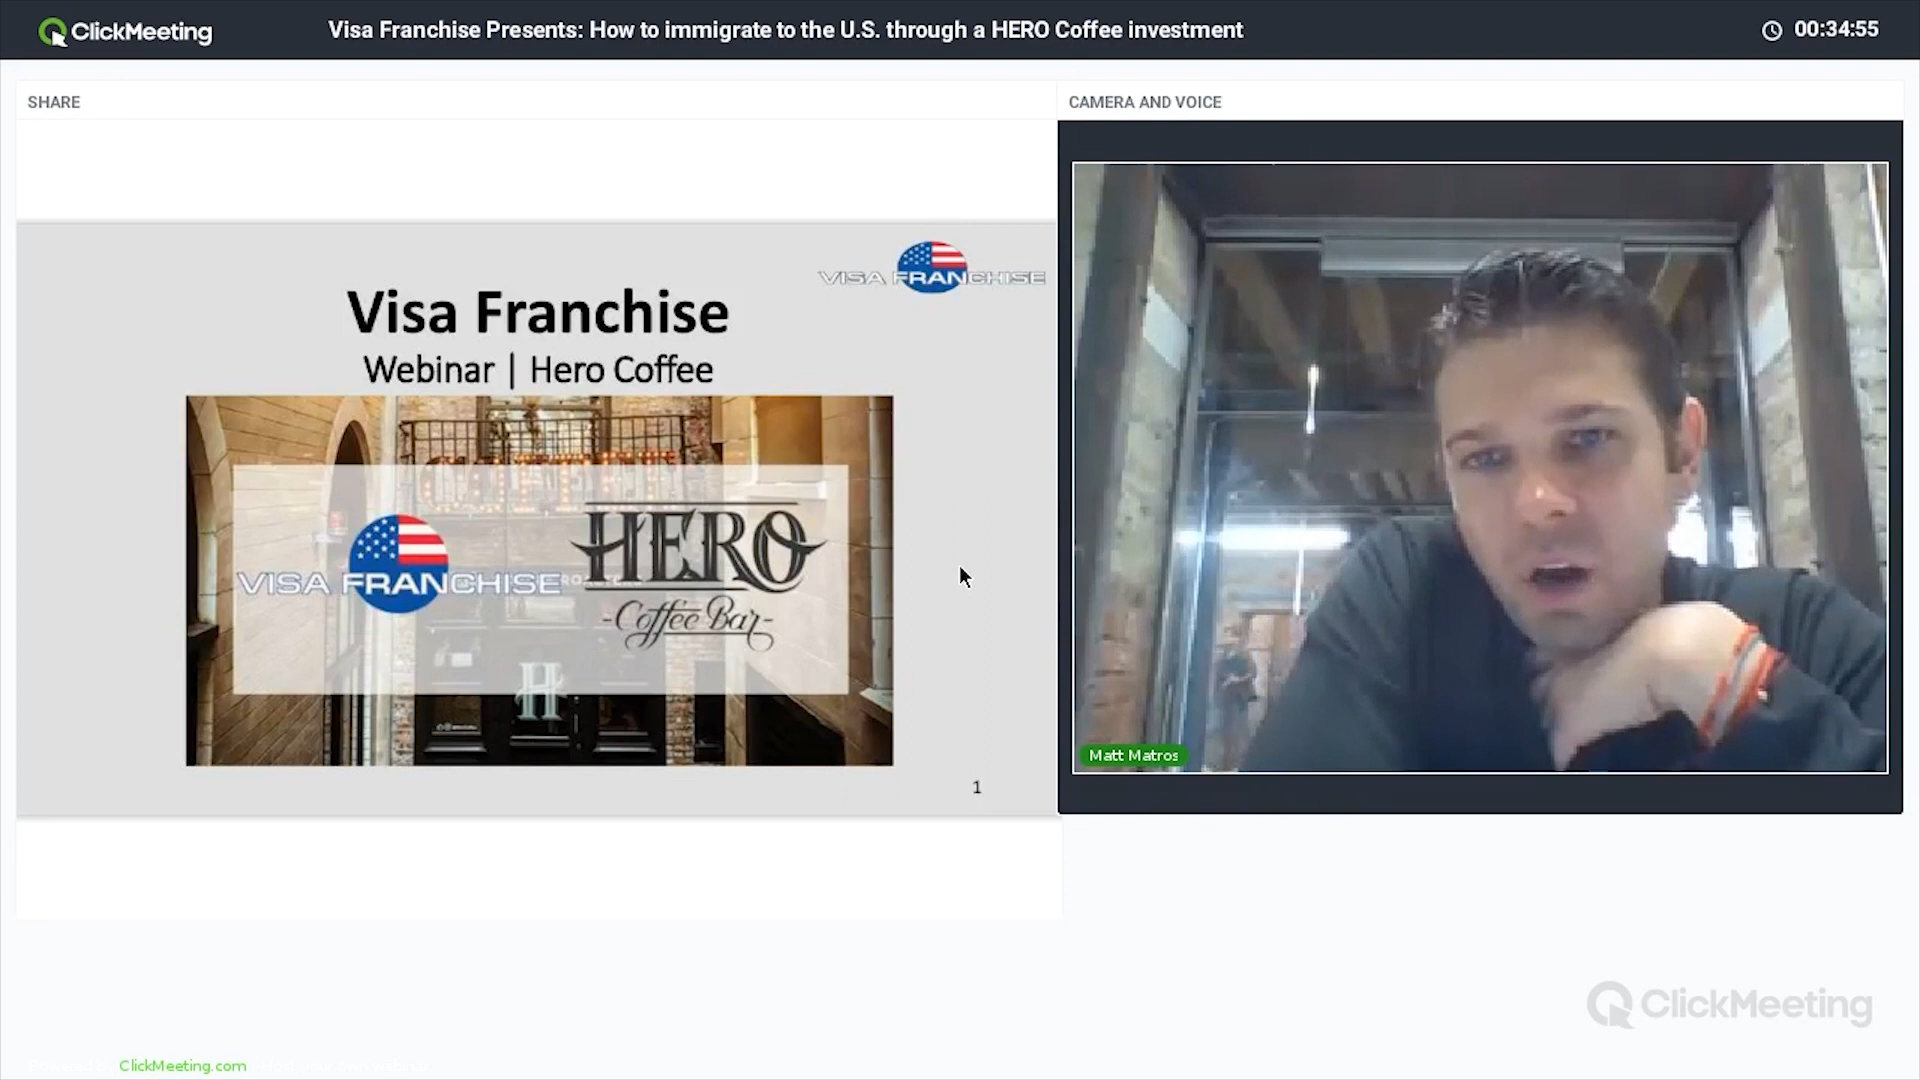 ClickMeeting
Visa Franchise Presents: How to immigrate to the U.S. through a HERO Coffee investment
00:34:55
SHARE
CAMERA AND VOICE
VISA FRANCHISE
Visa Franchise
Webinar | Hero Coffee
COFFEE
VISA FRANCHISE
ROASTERS
HERO
-Coffee Bar-
H
Matt Matros
1
ClickMeeting
ClickMeeting.com